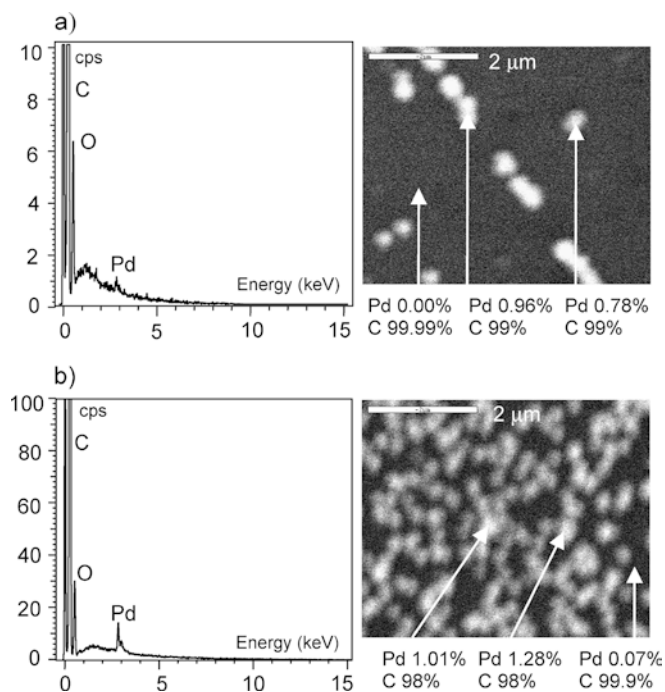 a)
10
8
6
4
2
0
cps
C
O
Pd
Energy (keV)
0 5 10 15
2 μm
Pd 0.00% Pd 0.96% Pd 0.78%
C 99.99% C 99% C 99%
b)
100
80
60
40
20
0
cps
C
O
Pd
Energy (keV)
0 5 10 15
2 μm
Pd 1.01% Pd 1.28% Pd 0.07%
C 98% C 98% C 99.9%